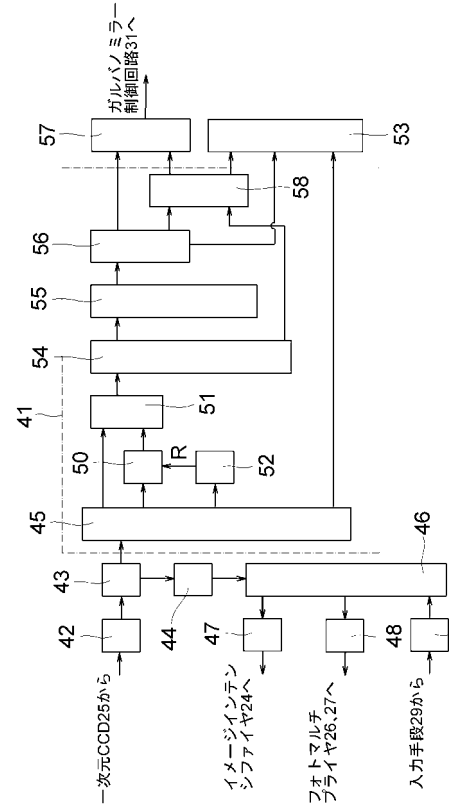 ガルバノミラー
制御回路31へ
57
53
58
56
55
54
41
51
50
R
52
45
43
42
44
46
47
48
一次元CCD25から
イメージインテン
シファイヤ24へ
フォトマルチ
プライヤ26、27へ
入力手段29から